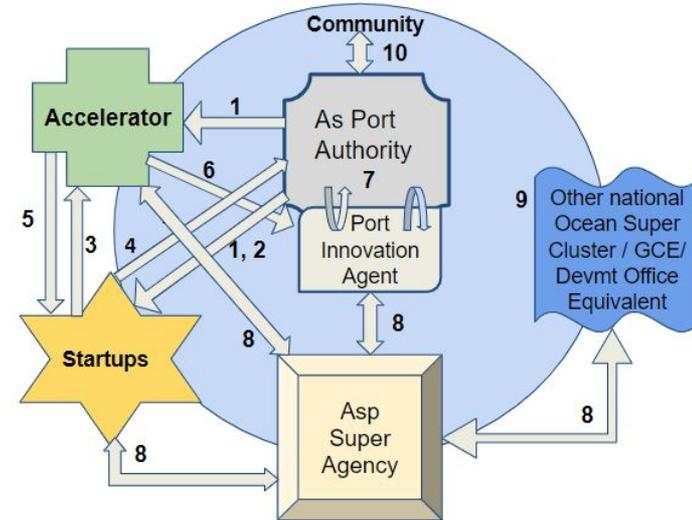 Community
10
Accelerator
1
As Port
Authority
7
6
Port
Innovation
Agent
9
Other national
Ocean Super
Cluster / GCE/
Devmt Office
Equivalent
5
3
4
1, 2
8
8
Startups
Asp
Super
Agency
8
8